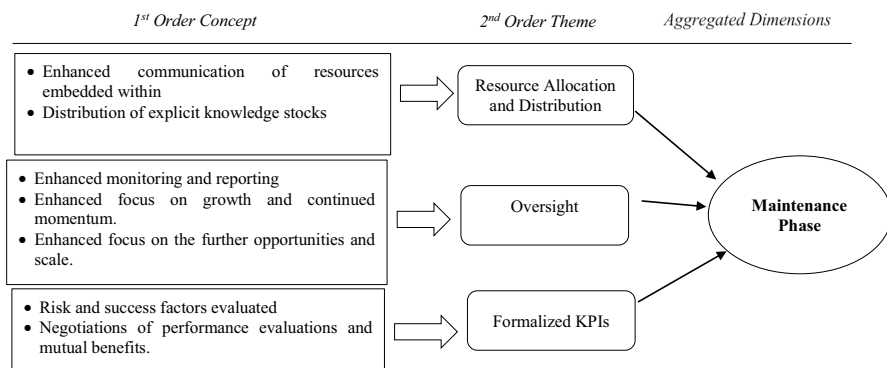 1st Order Concept 2nd Order Theme Aggregated Dimensions
• Enhanced communication of resources
embedded within
• Distribution of explicit knowledge stocks
Resource Allocation
and Distribution
• Enhanced monitoring and reporting
• Enhanced focus on growth and continued
momentum.
• Enhanced focus on the further opportunities and
scale.
Oversight
Maintenance
Phase
• Risk and success factors evaluated
• Negotiations of performance evaluations and
mutual benefits.
Formalized KPIs